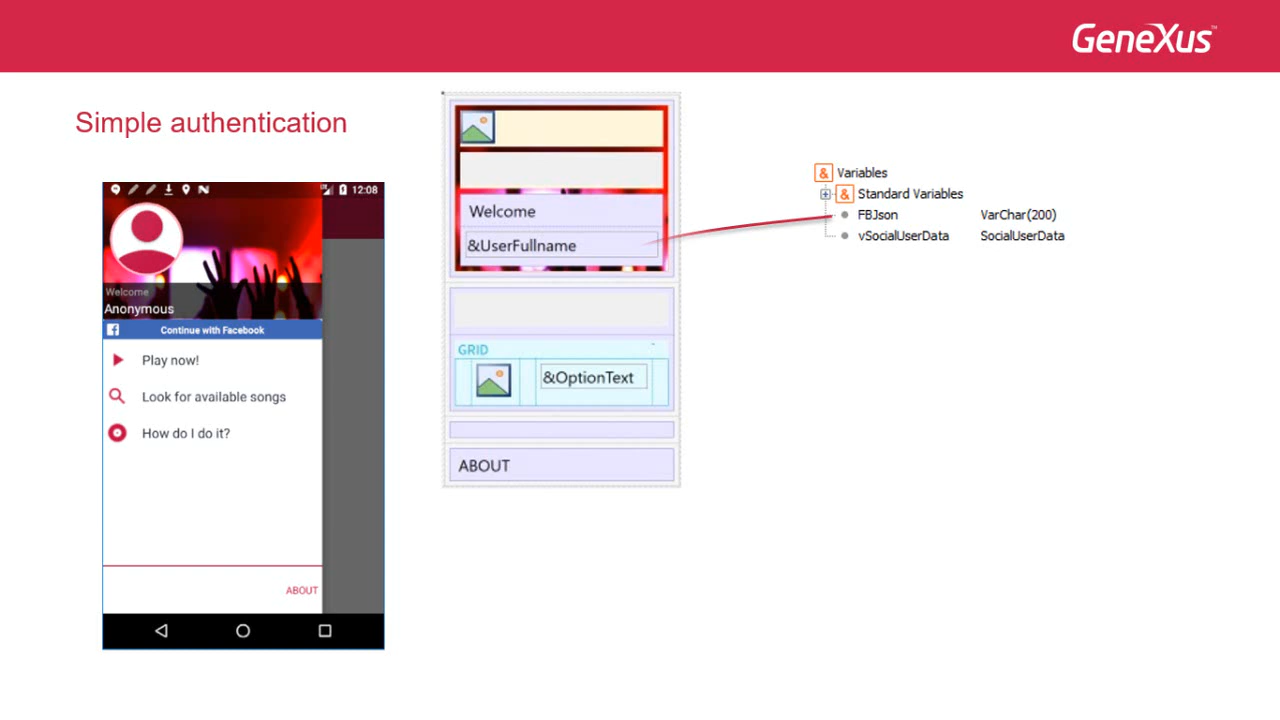 GeneXus™
Simple authentication
12:08
Welcome
Anonymous
Continue with Facebook
Play now!
Look for available songs
How do I do it?
ABOUT
Welcome
&UserFullname
GRID
&OptionText
ABOUT
& Variables
& Standard Variables
FBJson VarChar(200)
vSocialUserData SocialUserData